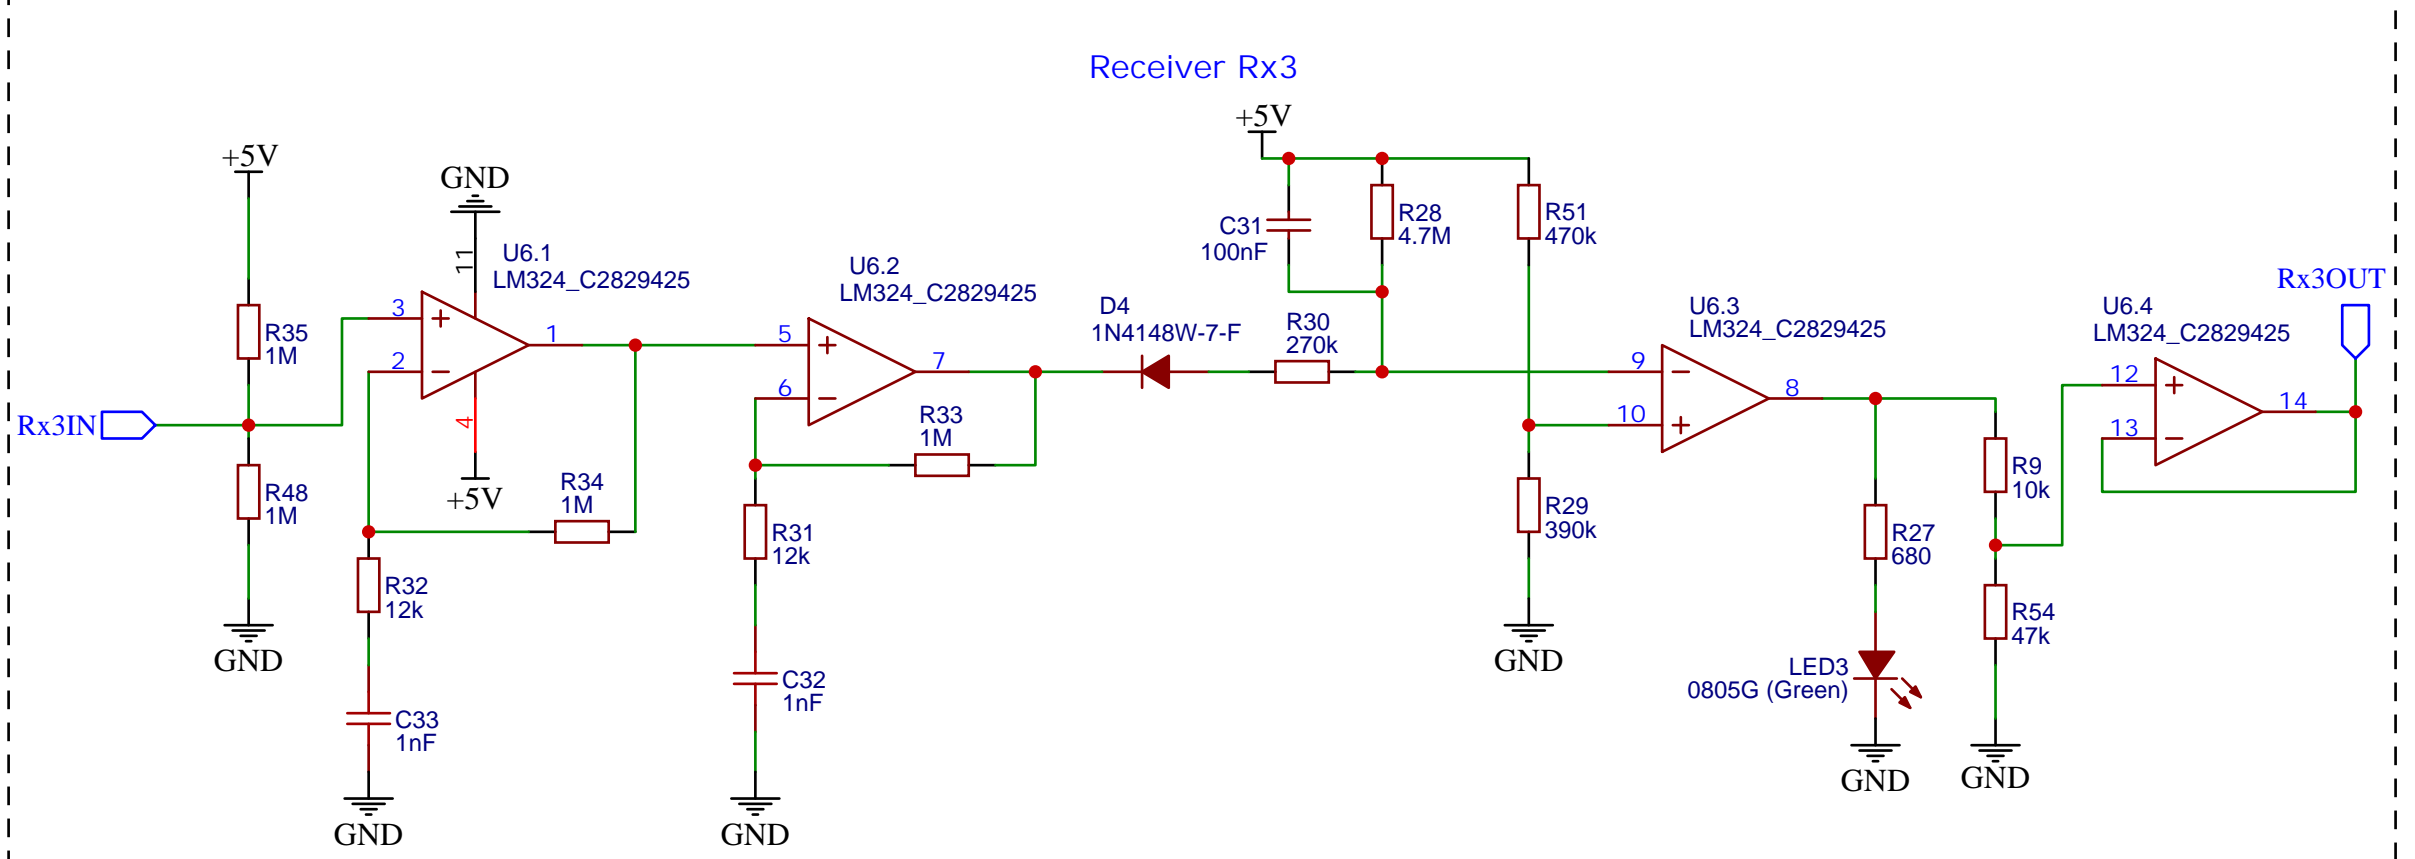 Receiver Rx3
+5V
+5V
GND
11
U6.1
LM324_C2829425
3
2
1
4
+5V
R35
1M
Rx3IN
R48
1M
GND
R34
1M
R32
12k
C33
1nF
GND
U6.2
LM324_C2829425
5
6
7
R33
1M
R31
12k
C32
1nF
GND
D4
1N4148W-7-F
R30
270k
C31
100nF
R28
4.7M
R51
470k
R29
390k
GND
U6.3
LM324_C2829425
9
10
8
R27
680
LED3
0805G (Green)
GND
R9
10k
R54
47k
GND
U6.4
LM324_C2829425
12
13
14
Rx3OUT